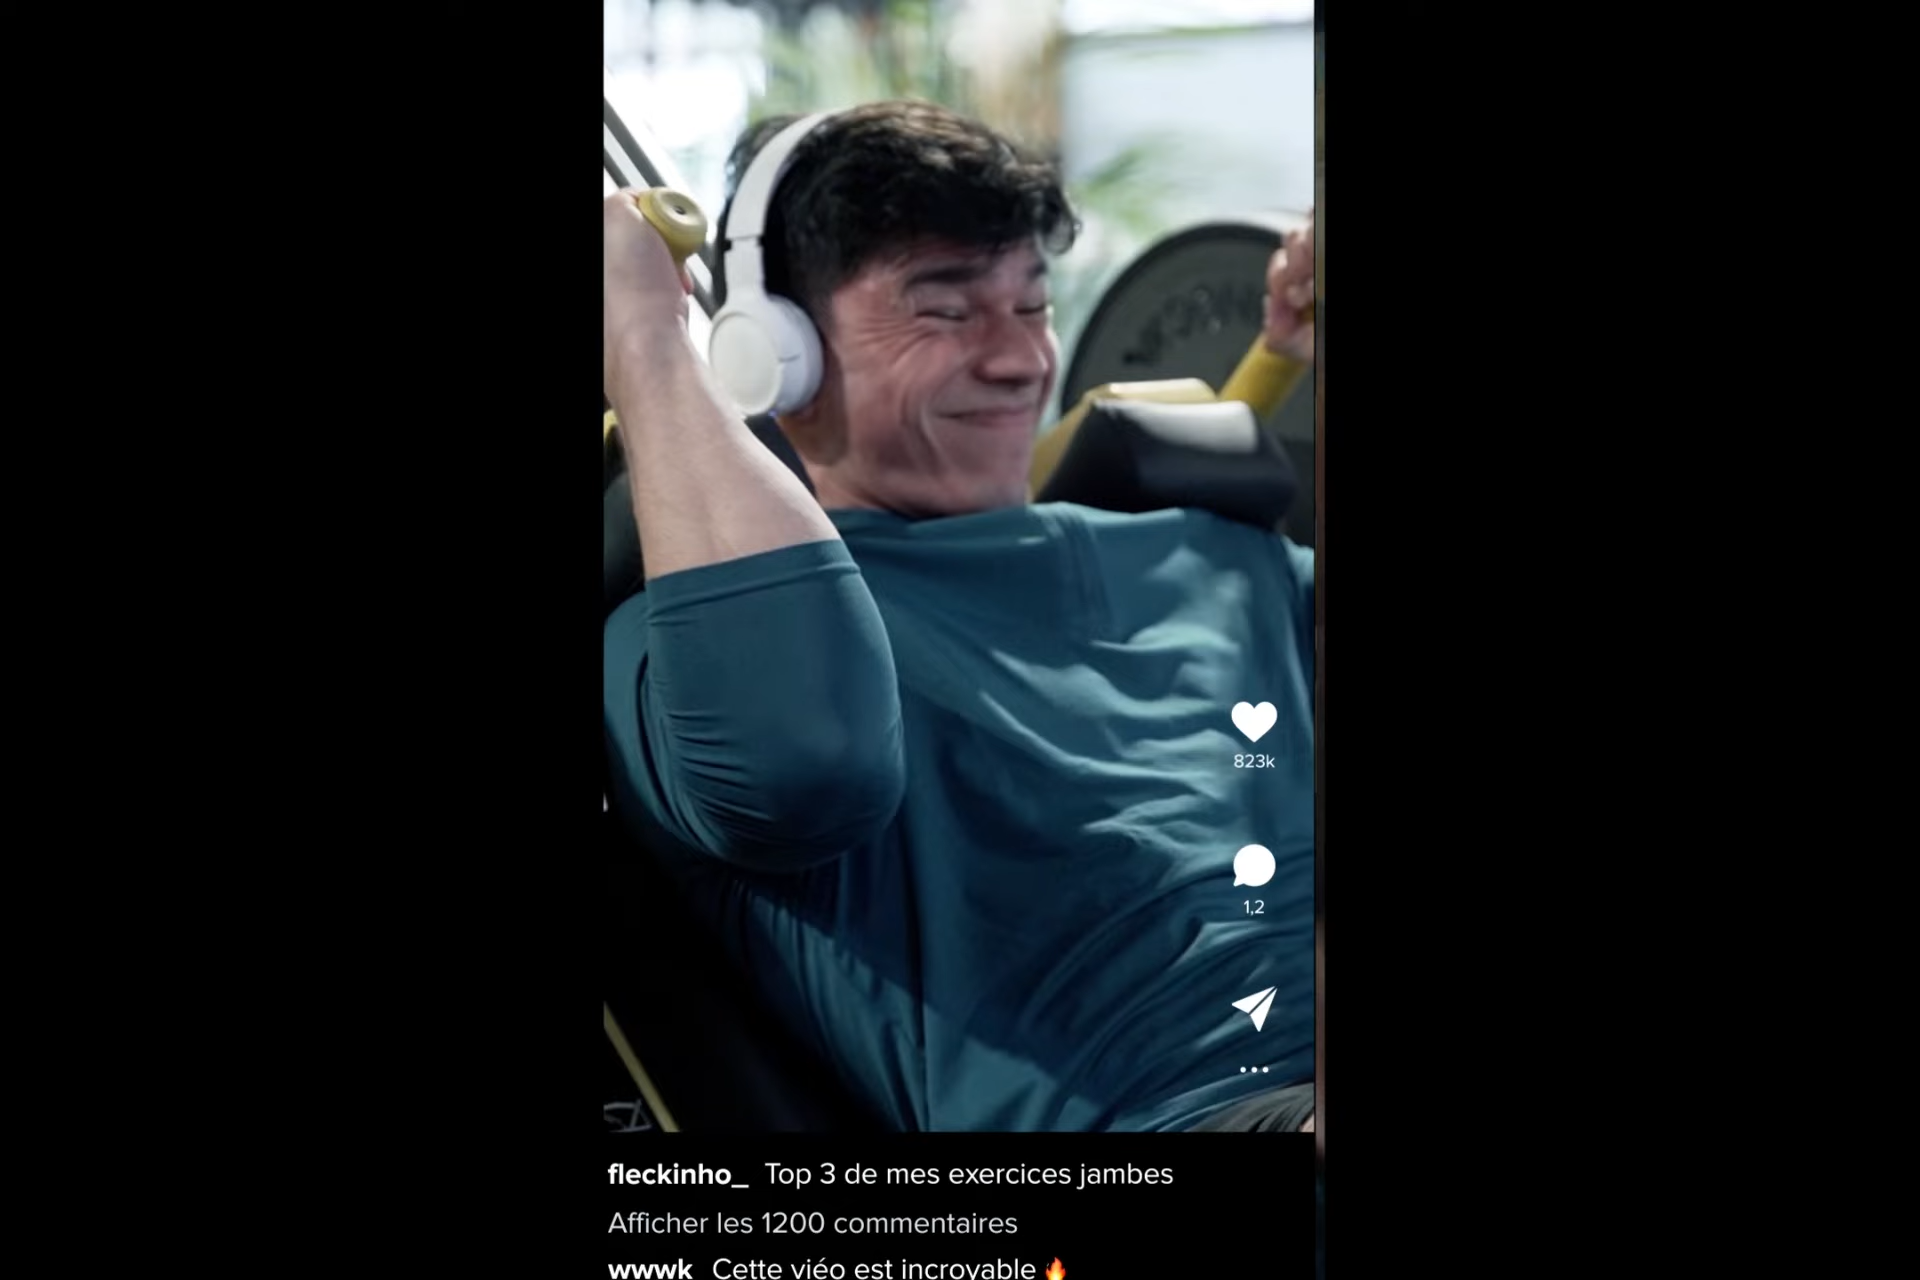 823k
1,2
fleckinho_ Top 3 de mes exercices jambes
Afficher les 1200 commentaires
wwwk Cette viéo est incroyable 🔥